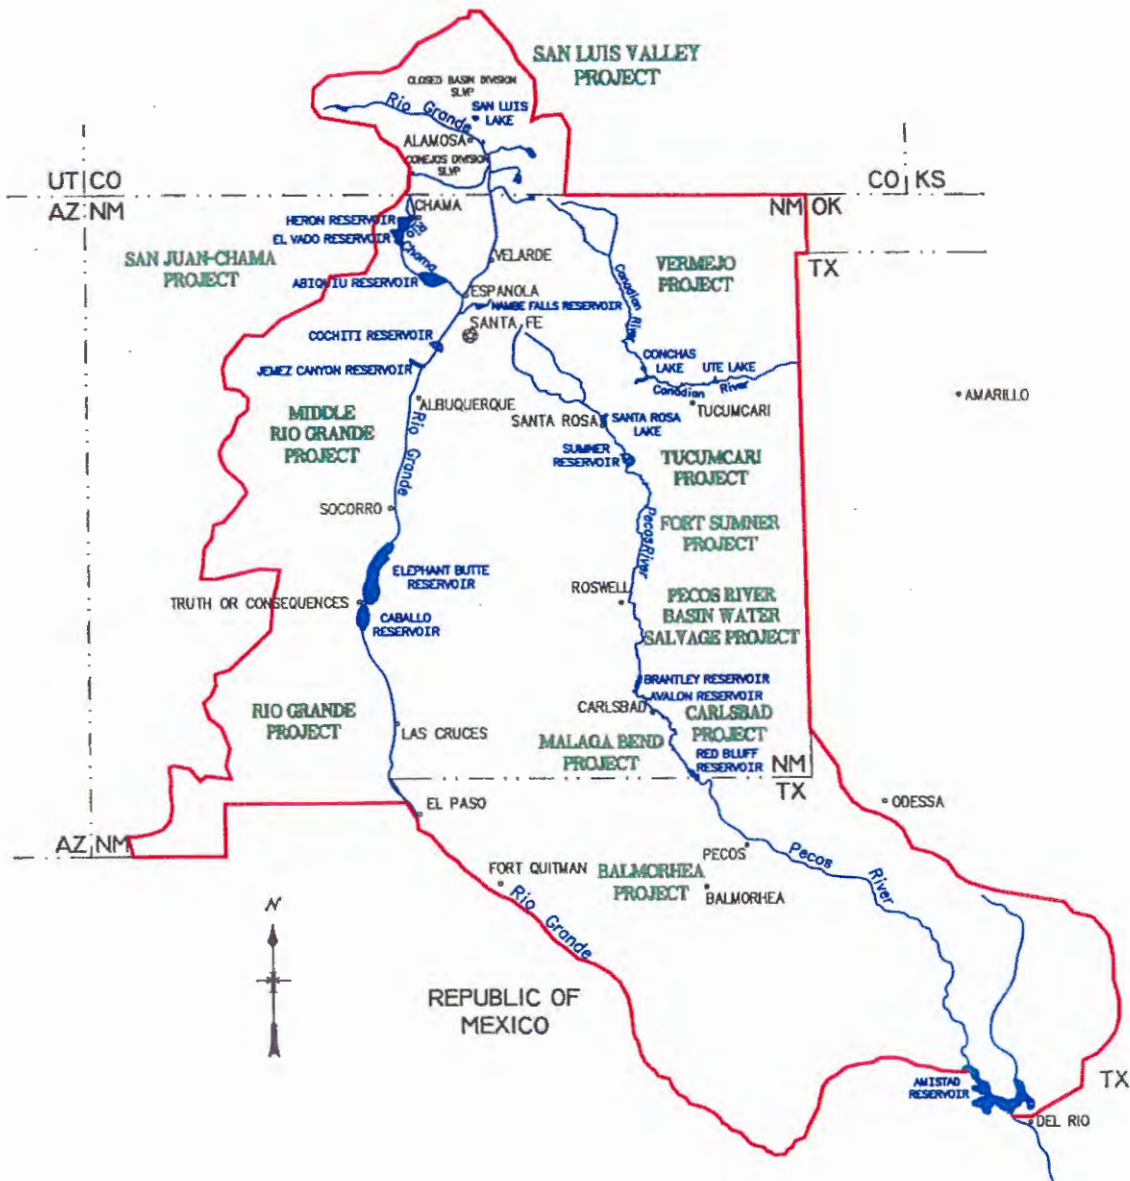 SAN LUIS VALLEY
PROJECT
CLOSED BASIN DIVISION
SLVP
Rio Grande
SAN LUIS
LAKE
ALAMOSA
CONEJOS DIVISION
SLVP
UT CO
CO KS
AZ NM
NM OK
CHAMA
HERON RESERVOIR
EL VADO RESERVOIR
Rio
Chama
SAN JUAN-CHAMA
PROJECT
VELARDE
VERMEJO
PROJECT
TX
ABIQUIU RESERVOIR
ESPANOLA
NAMBE FALLS RESERVOIR
Canadian River
SANTA FE
COCHITI RESERVOIR
CONCHAS
LAKE
UTE LAKE
JEMEZ CANYON RESERVOIR
Canadian River
AMARILLO
ALBUQUERQUE
TUCUMCARI
MIDDLE
RIO GRANDE
PROJECT
Rio Grande
SANTA ROSA
SANTA ROSA
LAKE
SUMNER
RESERVOIR
TUCUMCARI
PROJECT
SOCORRO
Pecos River
FORT SUMNER
PROJECT
ELEPHANT BUTTE
RESERVOIR
ROSWELL
PECOS RIVER
BASIN WATER
SALVAGE PROJECT
TRUTH OR CONSEQUENCES
CABALLO
RESERVOIR
BRANTLEY RESERVOIR
AVALON RESERVOIR
CARLSBAD
CARLSBAD
PROJECT
RIO GRANDE
PROJECT
LAS CRUCES
MALAGA BEND
PROJECT
RED BLUFF
RESERVOIR
NM
TX
EL PASO
ODESSA
AZ NM
PECOS
Pecos
River
FORT QUITMAN
BALMORHEA
PROJECT
BALMORHEA
Rio Grande
N
REPUBLIC OF
MEXICO
AMISTAD
RESERVOIR
TX
DEL RIO